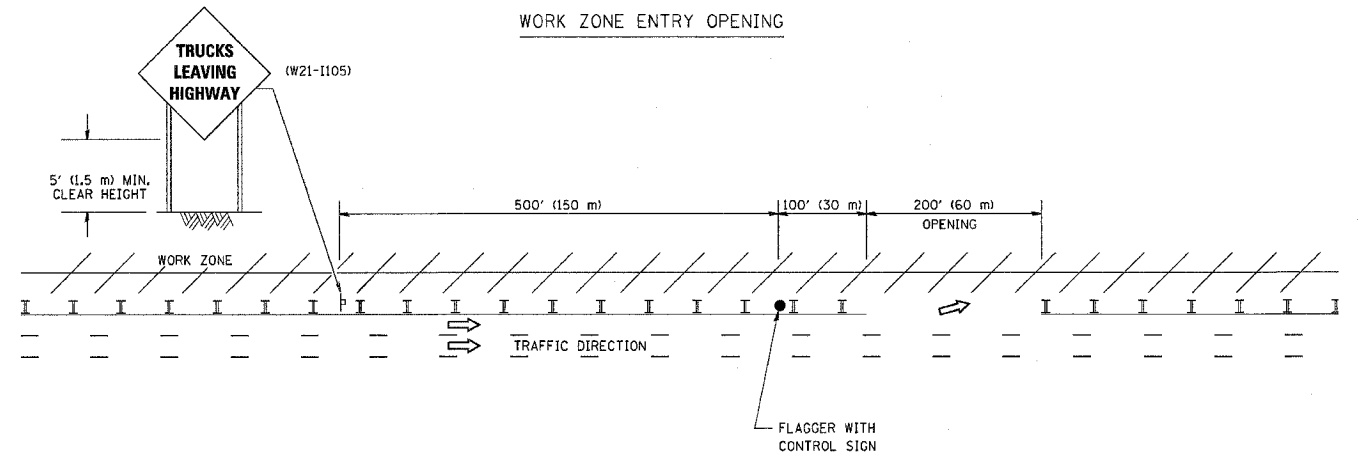 WORK ZONE ENTRY OPENING
TRUCKS
LEAVING
HIGHWAY
(W21-I105)
5' (1.5 m) MIN.
CLEAR HEIGHT
500' (150 m)
100' (30 m)
200' (60 m)
OPENING
WORK ZONE
TRAFFIC DIRECTION
FLAGGER WITH
CONTROL SIGN